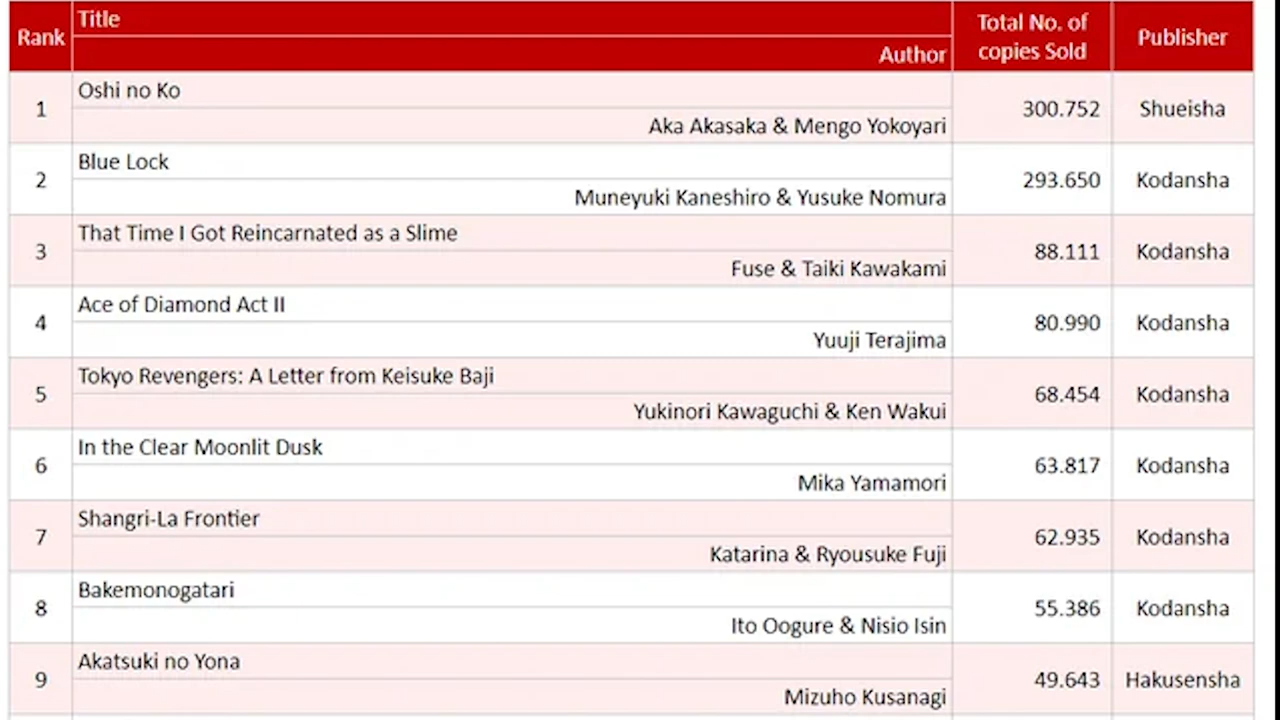 Rank Title Total No. of copies Sold Publisher
Author
1 Oshi no Ko 300.752 Shueisha
Aka Akasaka & Mengo Yokoyari
2 Blue Lock 293.650 Kodansha
Muneyuki Kaneshiro & Yusuke Nomura
3 That Time I Got Reincarnated as a Slime 88.111 Kodansha
Fuse & Taiki Kawakami
4 Ace of Diamond Act II 80.990 Kodansha
Yuuji Terajima
5 Tokyo Revengers: A Letter from Keisuke Baji 68.454 Kodansha
Yukinori Kawaguchi & Ken Wakui
6 In the Clear Moonlit Dusk 63.817 Kodansha
Mika Yamamori
7 Shangri-La Frontier 62.935 Kodansha
Katarina & Ryousuke Fuji
8 Bakemonogatari 55.386 Kodansha
Ito Oogure & Nisio Isin
9 Akatsuki no Yona 49.643 Hakusensha
Mizuho Kusanagi